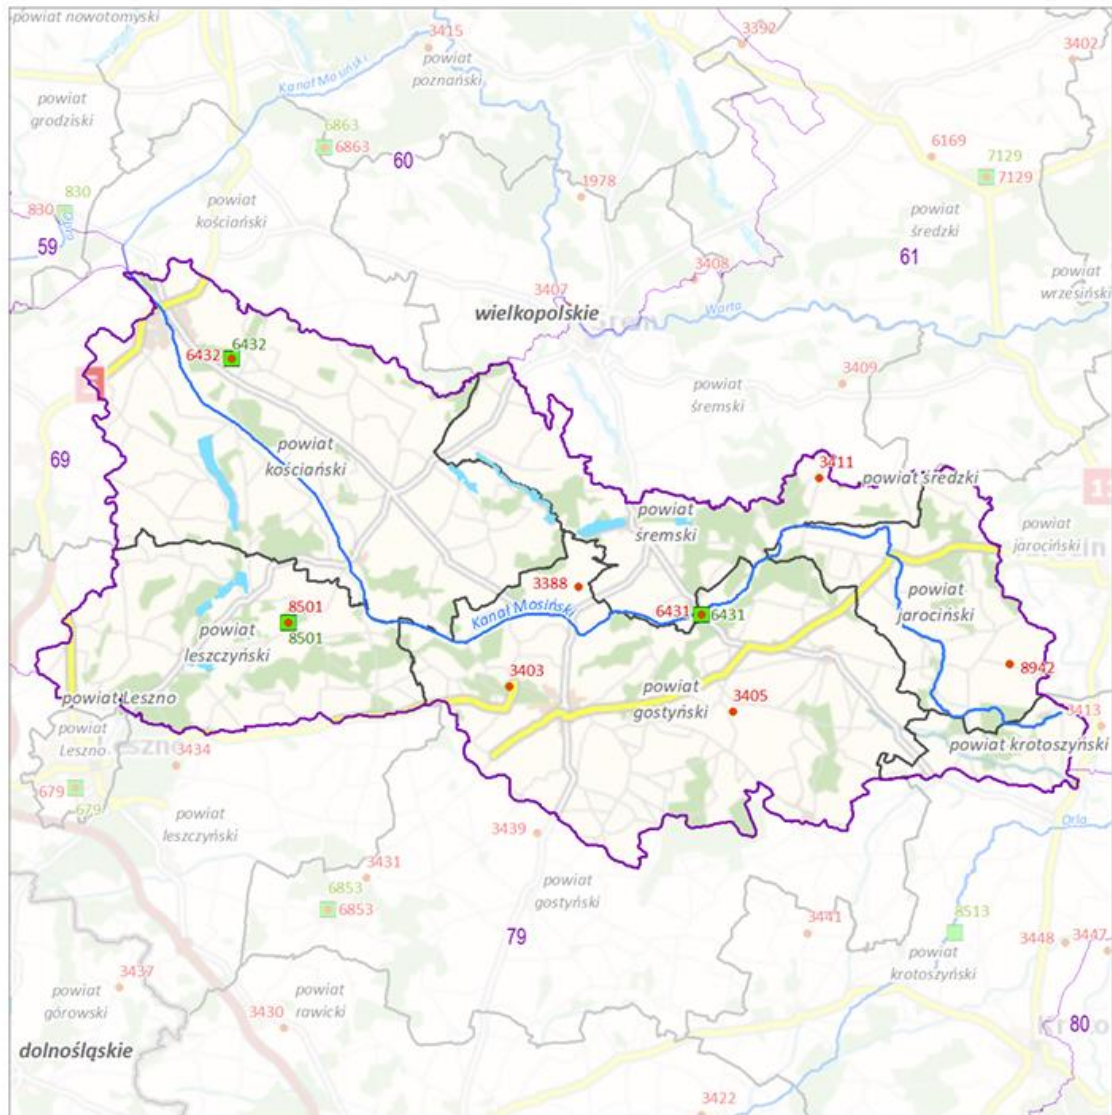 powiat nowotomyski
3415
3392
3402
powiat
poznański
Kanał Mosiński
powiat
grodziski
6863
6863
60
6169
7129
7129
830
830
1978
powiat
kościański
powiat
średzki
59
61
3408
powiat
wrzesiński
3407
wielkopolskie
Warta
Śrem
6432
6432
3409
powiat
śremski
powiat
kościański
69
3411
powiat średzki
11
powiat
śremski
powiat
jarociński
3388
Kanał Mosiński
6431
6431
powiat
jarociński
8501
8501
powiat
leszczyński
3403
powiat
gostyński
3405
8942
powiat Leszno
3413
powiat krotoszyński
powiat
Leszno
Leszno
3434
679
679
powiat
leszczyński
3439
Orla
3431
6853
6853
powiat
gostyński
79
3441
8513
3448
3447
powiat
krotoszyński
3437
powiat
górowski
powiat
rawicki
3430
80
dolnośląskie
3422